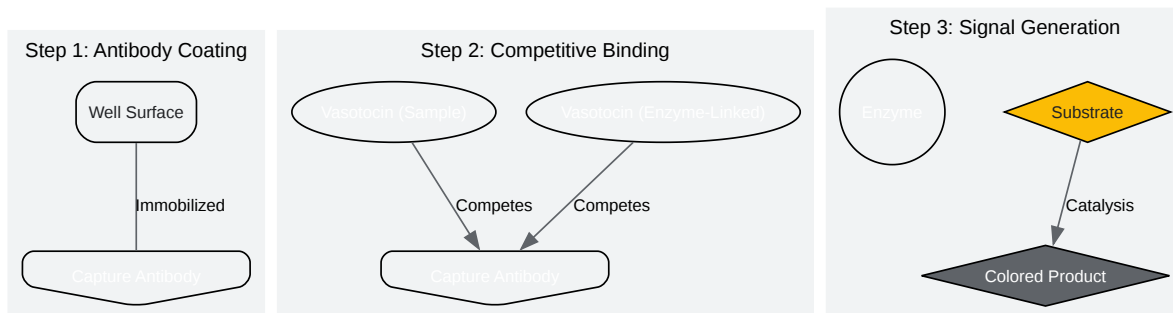 Step 1: Antibody Coating
Well Surface
Immobilized
Capture Antibody
Step 2: Competitive Binding
Vasotocin (Sample)
Vasotocin (Enzyme-Linked)
Competes
Competes
Capture Antibody
Step 3: Signal Generation
Enzyme
Substrate
Catalysis
Colored Product